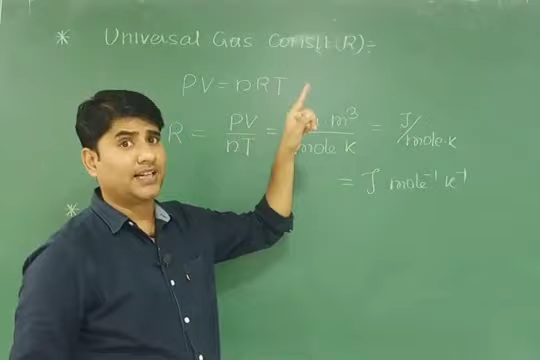 * Universal Gas Const(R):-
PV = nRT
R = PV/nT = m³/mole K = J/mole·K
= J mole⁻¹ K⁻¹
*